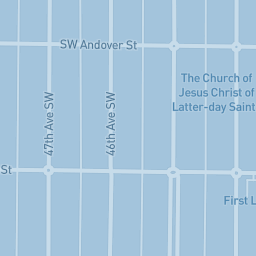 SW Andover St
The Church of
Jesus Christ of
Latter-day Saint
47th Ave SW
46th Ave SW
St
First L